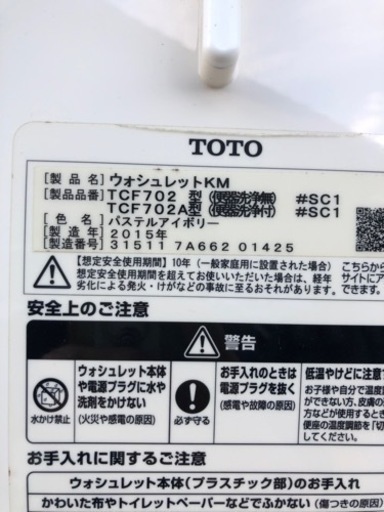 TOTO
[製 品 名] ウォシュレットKM
[製品品番] TCF702 型(便器洗浄無) #SC1
TCF702A型(便器洗浄付) #SC1
[色   名] パステルアイボリー
[製 造 年] 2015年
[製造番号] 31511 7A662 01425
【想定安全使用期間】10年(一般家庭用に設置された場合)
想定安全使用期間を超えてお使いいただいた場合は、経年
劣化による発火・けがなどの事故に至るおそれがあります
こちらから
サイトにア
できます。
安全上のご注意
警告
水かけ禁止
ウォシュレット本体
や電源プラグに水や
洗剤をかけない
(火災や感電の原因)
必ず守る
お手入れのときは
電源プラグを抜く
(感電や故障の原因)
低温やけどに注意
お子様や自分で温度調
ができない方、皮膚の
方などが使用するとき
便座の温度調節を「切
してください。
お手入れに関するご注意
ウォシュレット本体(プラスチック部)のお手入れ
かわいた布やトイレットペーパーなどでふかない(傷つきの原因)